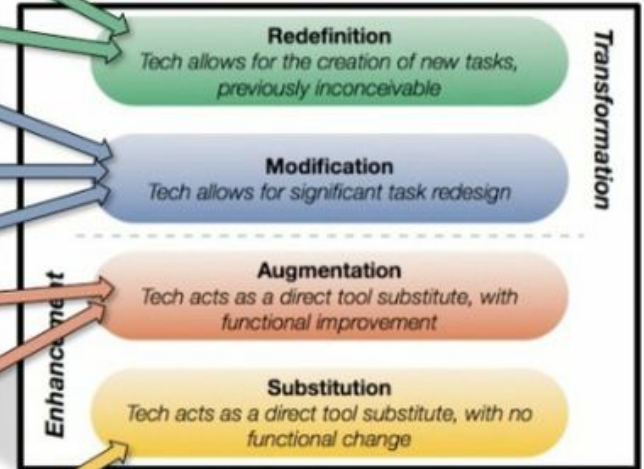 Redefinition
Tech allows for the creation of new tasks,
previously inconceivable
Transformation
Modification
Tech allows for significant task redesign
Augmentation
Tech acts as a direct tool substitute, with
functional improvement
Enhancement
Substitution
Tech acts as a direct tool substitute, with no
functional change